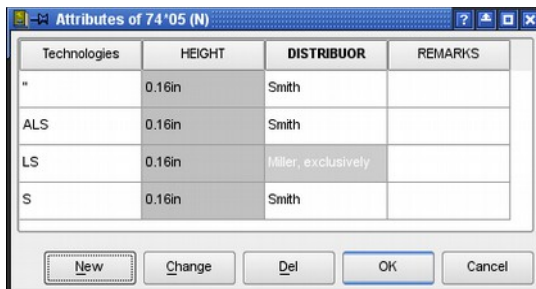 Attributes of 74*05 (N)
Technologies HEIGHT DISTRIBUOR REMARKS
" 0.16in Smith
ALS 0.16in Smith
LS 0.16in Miller, exclusively
S 0.16in Smith
New Change Del OK Cancel